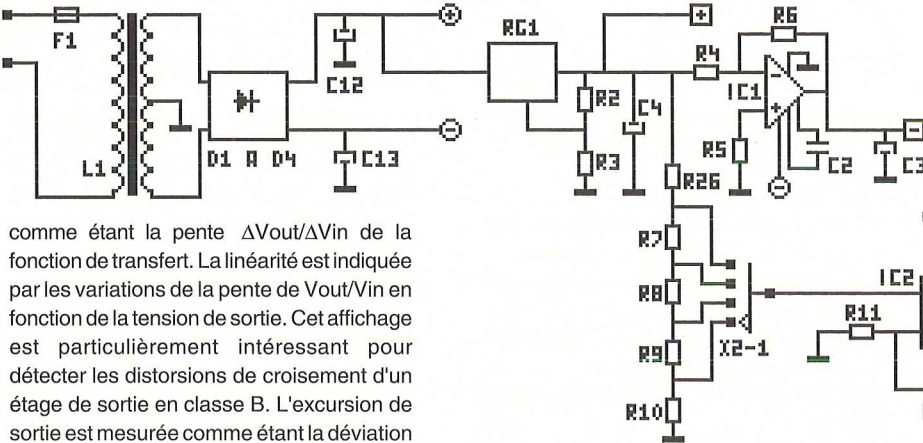 F1
L1
D1 A D4
C12
C13
+
−
RG1
R2
R3
C4
+
R4
R6
IC1
−
+
R5
−
C2
−
C3
R26
R7
R8
R9
R10
X2-1
IC2
R11
comme étant la pente ΔVout/ΔVin de la
fonction de transfert. La linéarité est indiquée
par les variations de la pente de Vout/Vin en
fonction de la tension de sortie. Cet affichage
est particulièrement intéressant pour
détecter les distorsions de croisement d'un
étage de sortie en classe B. L'excursion de
sortie est mesurée comme étant la déviation